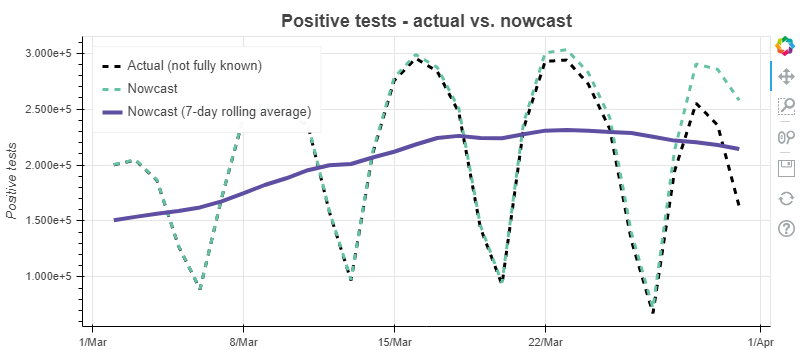 Positive tests - actual vs. nowcast
Actual (not fully known)
Nowcast
Nowcast (7-day rolling average)
Positive tests
3.000e+5
2.500e+5
2.000e+5
1.500e+5
1.000e+5
1/Mar
8/Mar
15/Mar
22/Mar
1/Apr